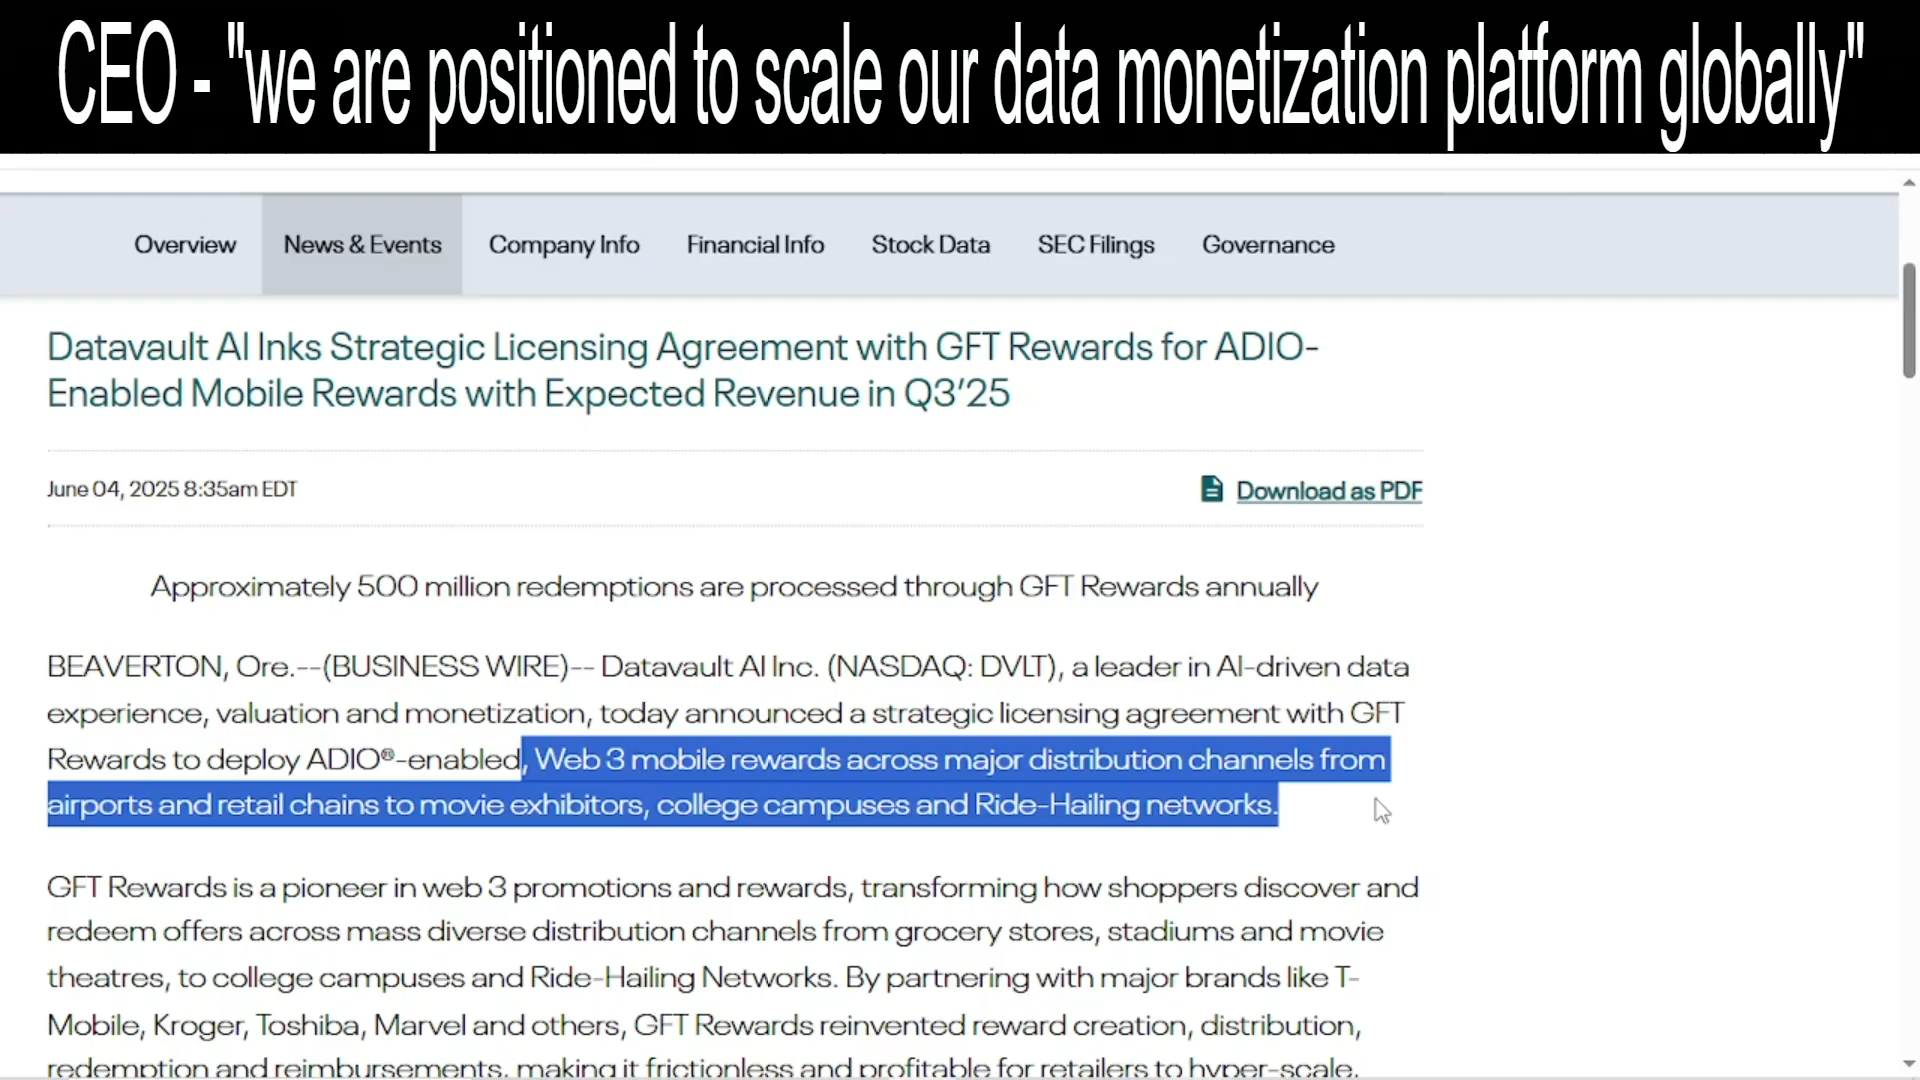 CEO - "we are positioned to scale our data monetization platform globally"
Overview News & Events Company Info Financial Info Stock Data SEC Filings Governance
Datavault AI Inks Strategic Licensing Agreement with GFT Rewards for ADIO-
Enabled Mobile Rewards with Expected Revenue in Q3'25
June 04, 2025 8:35am EDT
Download as PDF
Approximately 500 million redemptions are processed through GFT Rewards annually
BEAVERTON, Ore.--(BUSINESS WIRE)-- Datavault AI Inc. (NASDAQ: DVLT), a leader in AI-driven data
experience, valuation and monetization, today announced a strategic licensing agreement with GFT
Rewards to deploy ADIO®-enabled, Web 3 mobile rewards across major distribution channels from
airports and retail chains to movie exhibitors, college campuses and Ride-Hailing networks.
GFT Rewards is a pioneer in web 3 promotions and rewards, transforming how shoppers discover and
redeem offers across mass diverse distribution channels from grocery stores, stadiums and movie
theatres, to college campuses and Ride-Hailing Networks. By partnering with major brands like T-
Mobile, Kroger, Toshiba, Marvel and others, GFT Rewards reinvented reward creation, distribution,
redemption and reimbursements, making it frictionless and profitable for retailers to hyper-scale.